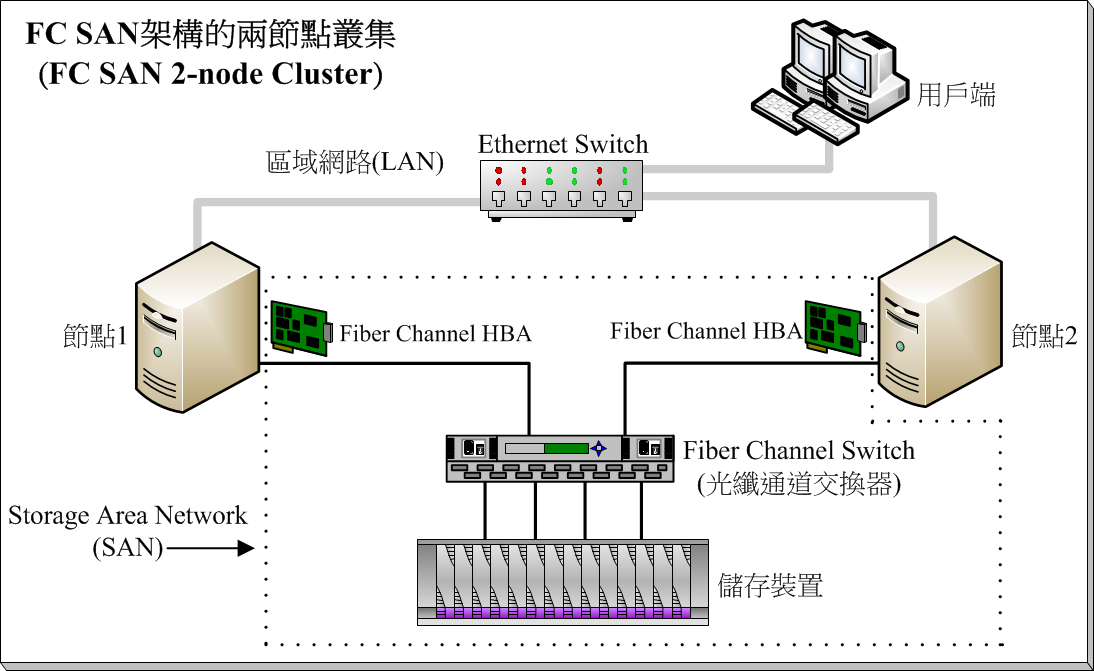 FC SAN架構的兩節點叢集
(FC SAN 2-node Cluster)
用戶端
Ethernet Switch
區域網路(LAN)
節點1
Fiber Channel HBA
Fiber Channel HBA
節點2
Fiber Channel Switch
(光纖通道交換器)
Storage Area Network
(SAN)
儲存裝置